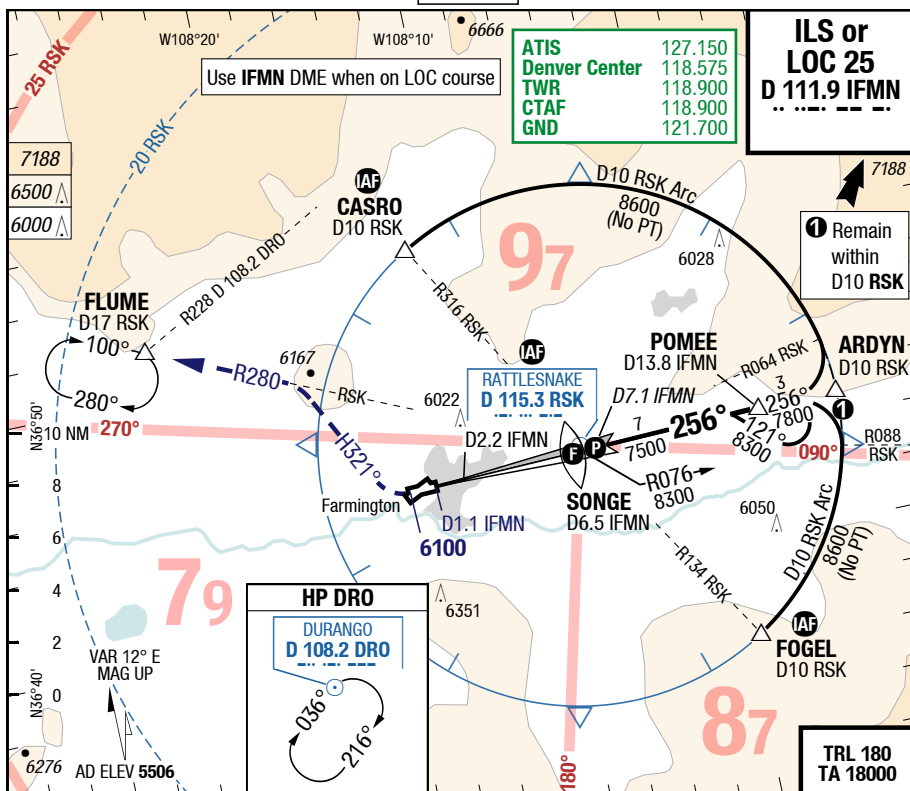 W108°20'
W108°10'
6666
25 RSK
20 RSK
Use IFMN DME when on LOC course
ATIS 127.150
Denver Center 118.575
TWR 118.900
CTAF 118.900
GND 121.700
ILS or
LOC 25
D 111.9 IFMN
7188
6500
6000
7188
1 Remain
within
D10 RSK
IAF
CASRO
D10 RSK
D10 RSK Arc
8600
(No PT)
97
6028
R228 D 108.2 DRO
FLUME
D17 RSK
100°
280°
R316 RSK
R280
RSK
6167
6022
H321°
IAF
RATTLESNAKE
D 115.3 RSK
D7.1 IFMN
POMEE
D13.8 IFMN
R064 RSK
ARDYN
D10 RSK
1
3
256°
7800
121°
8300
256°
7
7500
F
P
R076
8300
R088
RSK
090°
N36°50'
10 NM
270°
D2.2 IFMN
Farmington
D1.1 IFMN
6100
SONGE
D6.5 IFMN
6050
D10 RSK Arc
8600
(No PT)
R134 RSK
IAF
FOGEL
D10 RSK
8
6
4
2
0
N36°40'
79
HP DRO
DURANGO
D 108.2 DRO
036°
216°
6351
VAR 12° E
MAG UP
6276
AD ELEV 5506
180°
87
TRL 180
TA 18000